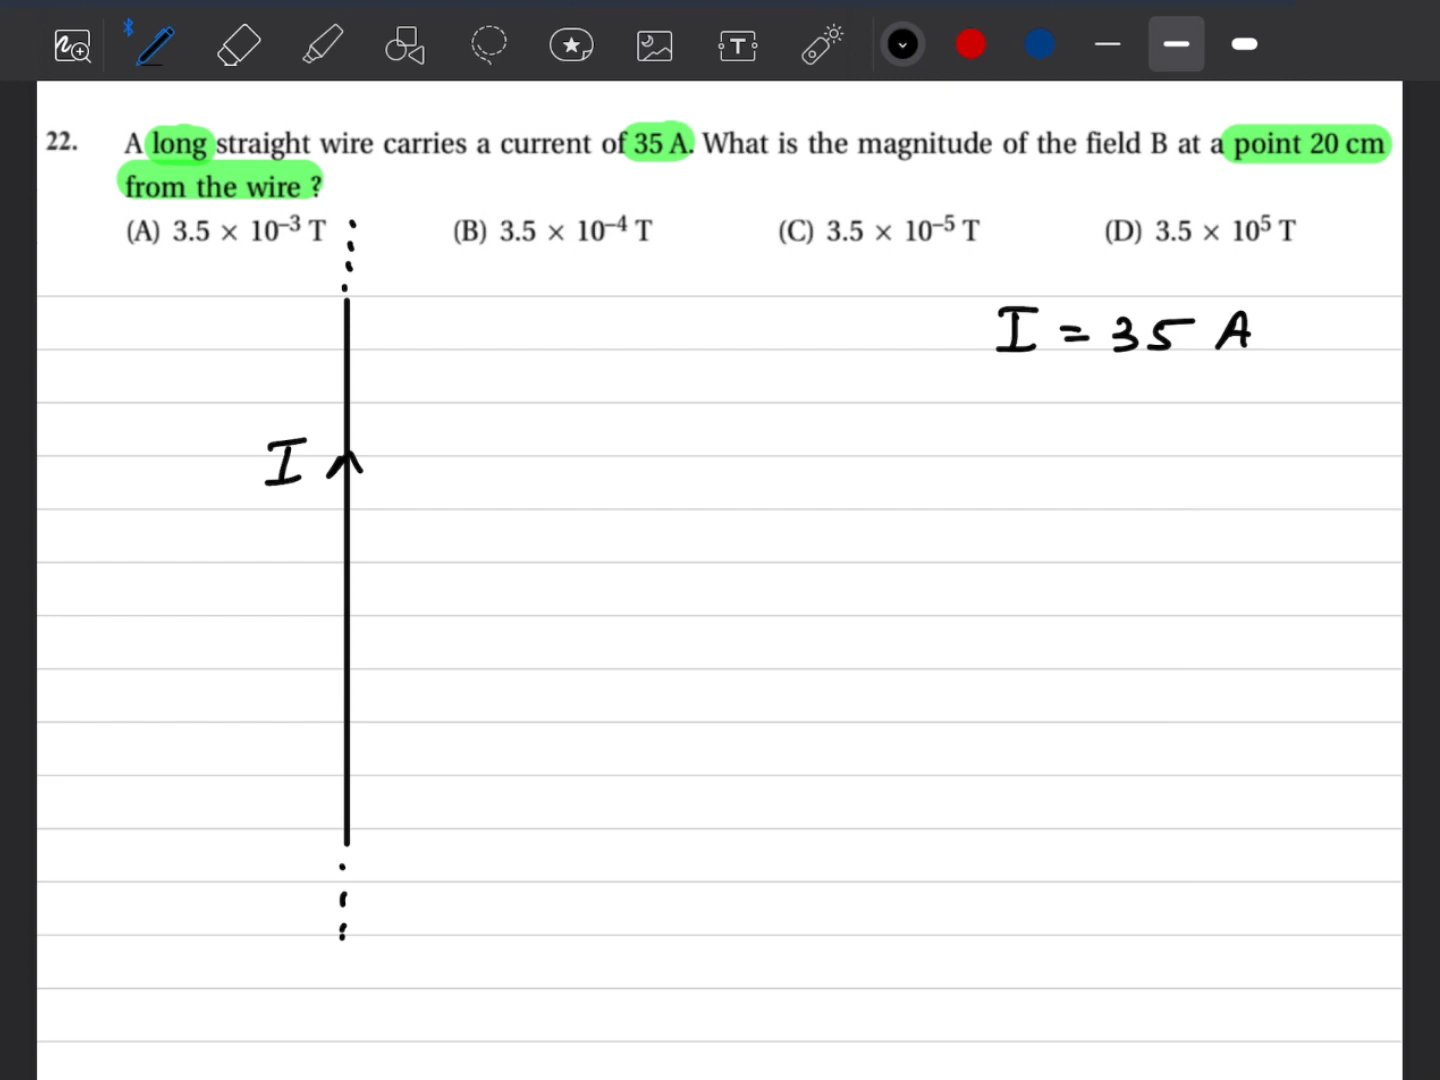 22. A long straight wire carries a current of 35 A. What is the magnitude of the field B at a point 20 cm
from the wire ?
(A) 3.5 × 10⁻³ T (B) 3.5 × 10⁻⁴ T (C) 3.5 × 10⁻⁵ T (D) 3.5 × 10⁵ T
I = 35 A
I